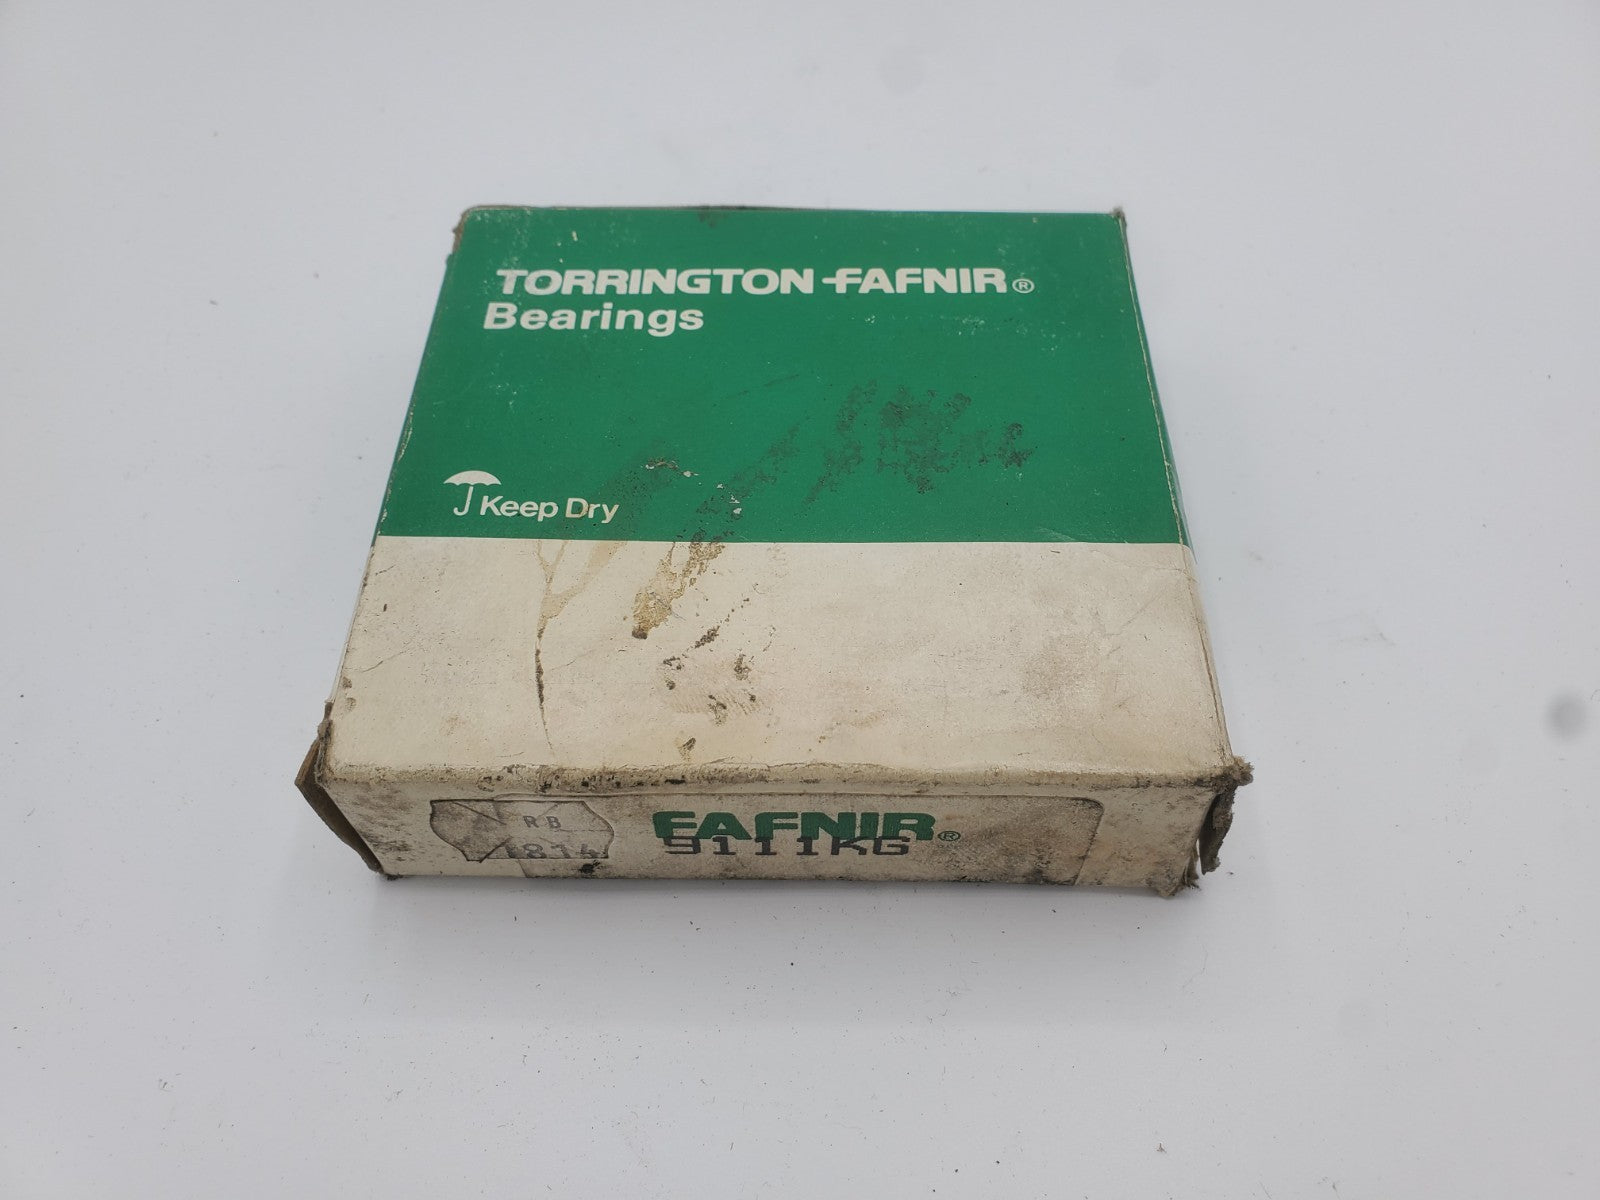 TORRINGTON FAFNIR®
Bearings
Keep Dry
FAFNIR®
9111KG
RB